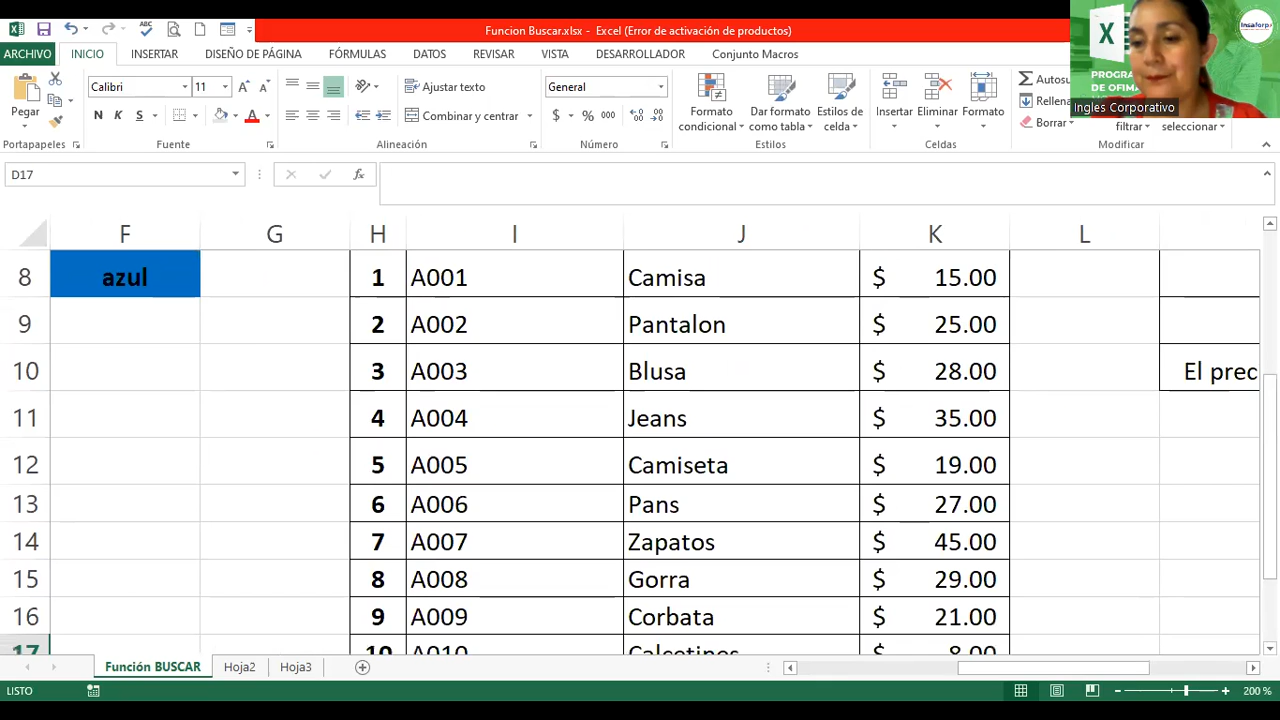 Funcion Buscar.xlsx - Excel (Error de activación de productos)
ARCHIVO INICIO INSERTAR DISEÑO DE PÁGINA FÓRMULAS DATOS REVISAR VISTA DESARROLLADOR Conjunto Macros
Calibri 11 Ajustar texto General
Pegar N K S Combinar y centrar $ % 000 Formato condicional Dar formato como tabla Estilos de celda Insertar Eliminar Formato
Autosu
Rellena
Borrar filtrar seleccionar
Portapapeles Fuente Alineación Número Estilos Celdas Modificar
PROGRA
DE OFIMA
Ingles Corporativo
D17 fx
F G H I J K L
8 azul 1 A001 Camisa $ 15.00
9 2 A002 Pantalon $ 25.00
10 3 A003 Blusa $ 28.00 El prec
11 4 A004 Jeans $ 35.00
12 5 A005 Camiseta $ 19.00
13 6 A006 Pans $ 27.00
14 7 A007 Zapatos $ 45.00
15 8 A008 Gorra $ 29.00
16 9 A009 Corbata $ 21.00
17 10 A010 Calcetines $ 8.00
Función BUSCAR Hoja2 Hoja3
LISTO 200 %